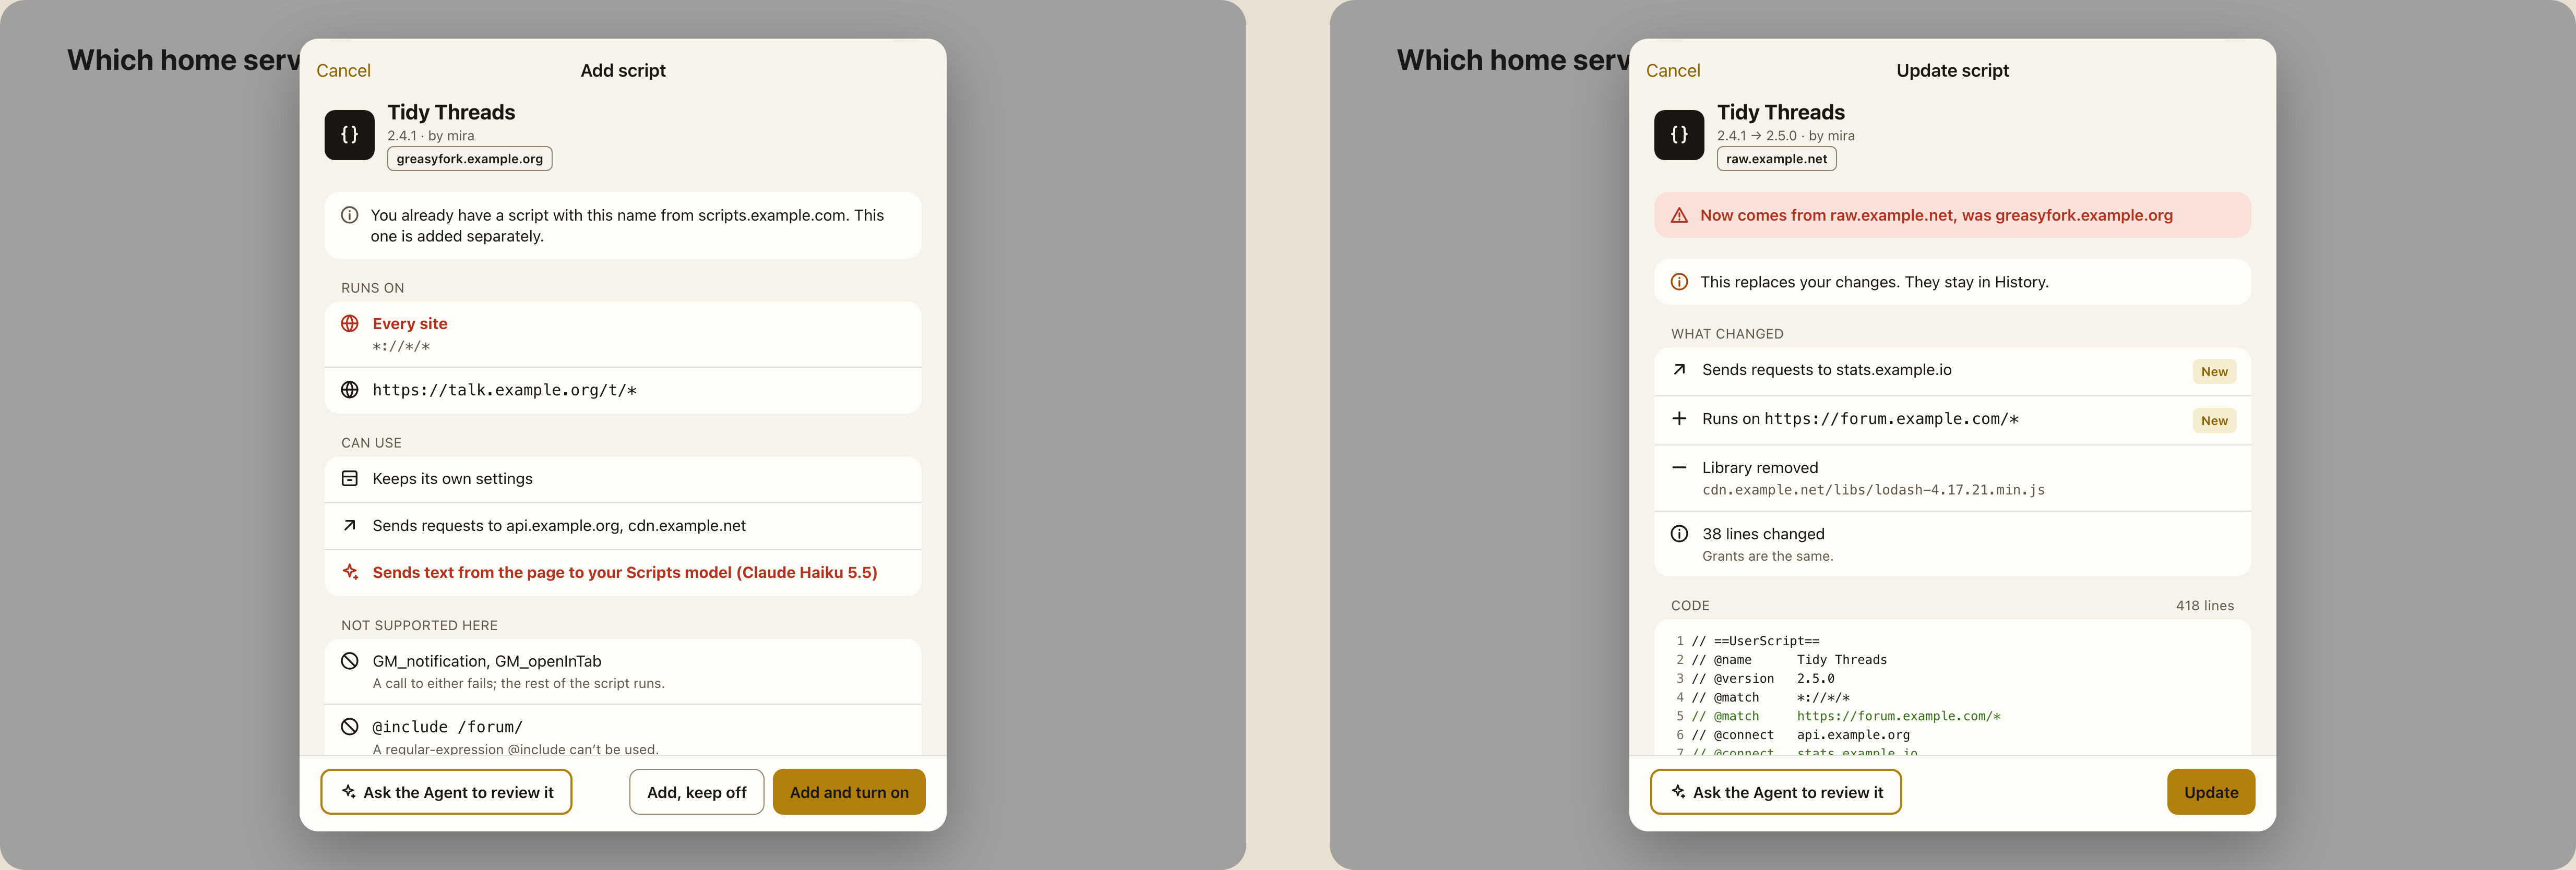 Which home serv
Cancel
Add script
{ }
Tidy Threads
2.4.1 · by mira
greasyfork.example.org
You already have a script with this name from scripts.example.com. This
one is added separately.
RUNS ON
Every site
*://*/*
https://talk.example.org/t/*
CAN USE
Keeps its own settings
Sends requests to api.example.org, cdn.example.net
Sends text from the page to your Scripts model (Claude Haiku 5.5)
NOT SUPPORTED HERE
GM_notification, GM_openInTab
A call to either fails; the rest of the script runs.
@include /forum/
A regular-expression @include can’t be used.
Ask the Agent to review it
Add, keep off
Add and turn on
Which home serv
Cancel
Update script
{ }
Tidy Threads
2.4.1 → 2.5.0 · by mira
raw.example.net
Now comes from raw.example.net, was greasyfork.example.org
This replaces your changes. They stay in History.
WHAT CHANGED
Sends requests to stats.example.io
New
Runs on https://forum.example.com/*
New
Library removed
cdn.example.net/libs/lodash-4.17.21.min.js
38 lines changed
Grants are the same.
CODE
418 lines
1 // ==UserScript==
2 // @name Tidy Threads
3 // @version 2.5.0
4 // @match *://*/*
5 // @match https://forum.example.com/*
6 // @connect api.example.org
7 // @connect stats.example.io
Ask the Agent to review it
Update